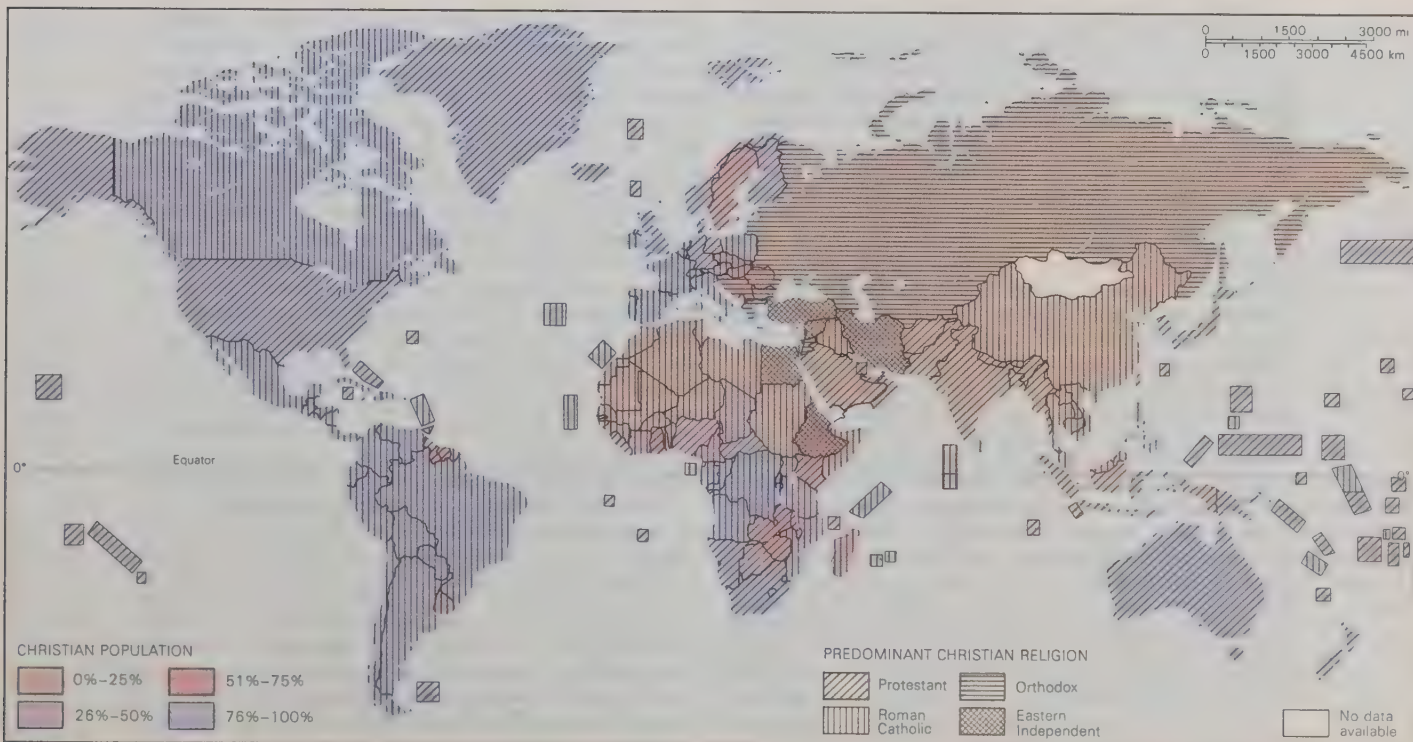 0 1500 3000 mi
0 1500 3000 4500 km
0°
Equator
0°
CHRISTIAN POPULATION
0%–25%
51%–75%
26%–50%
76%–100%
PREDOMINANT CHRISTIAN RELIGION
Protestant
Orthodox
Roman
Catholic
Eastern
Independent
No data
available